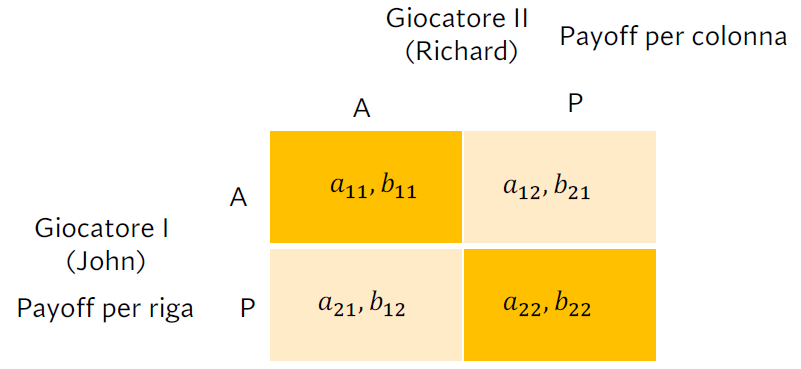 Giocatore II
(Richard)
Payoff per colonna
A P
A
a₁₁, b₁₁ a₁₂, b₂₁
Giocatore I
(John)
Payoff per riga
P
a₂₁, b₁₂ a₂₂, b₂₂